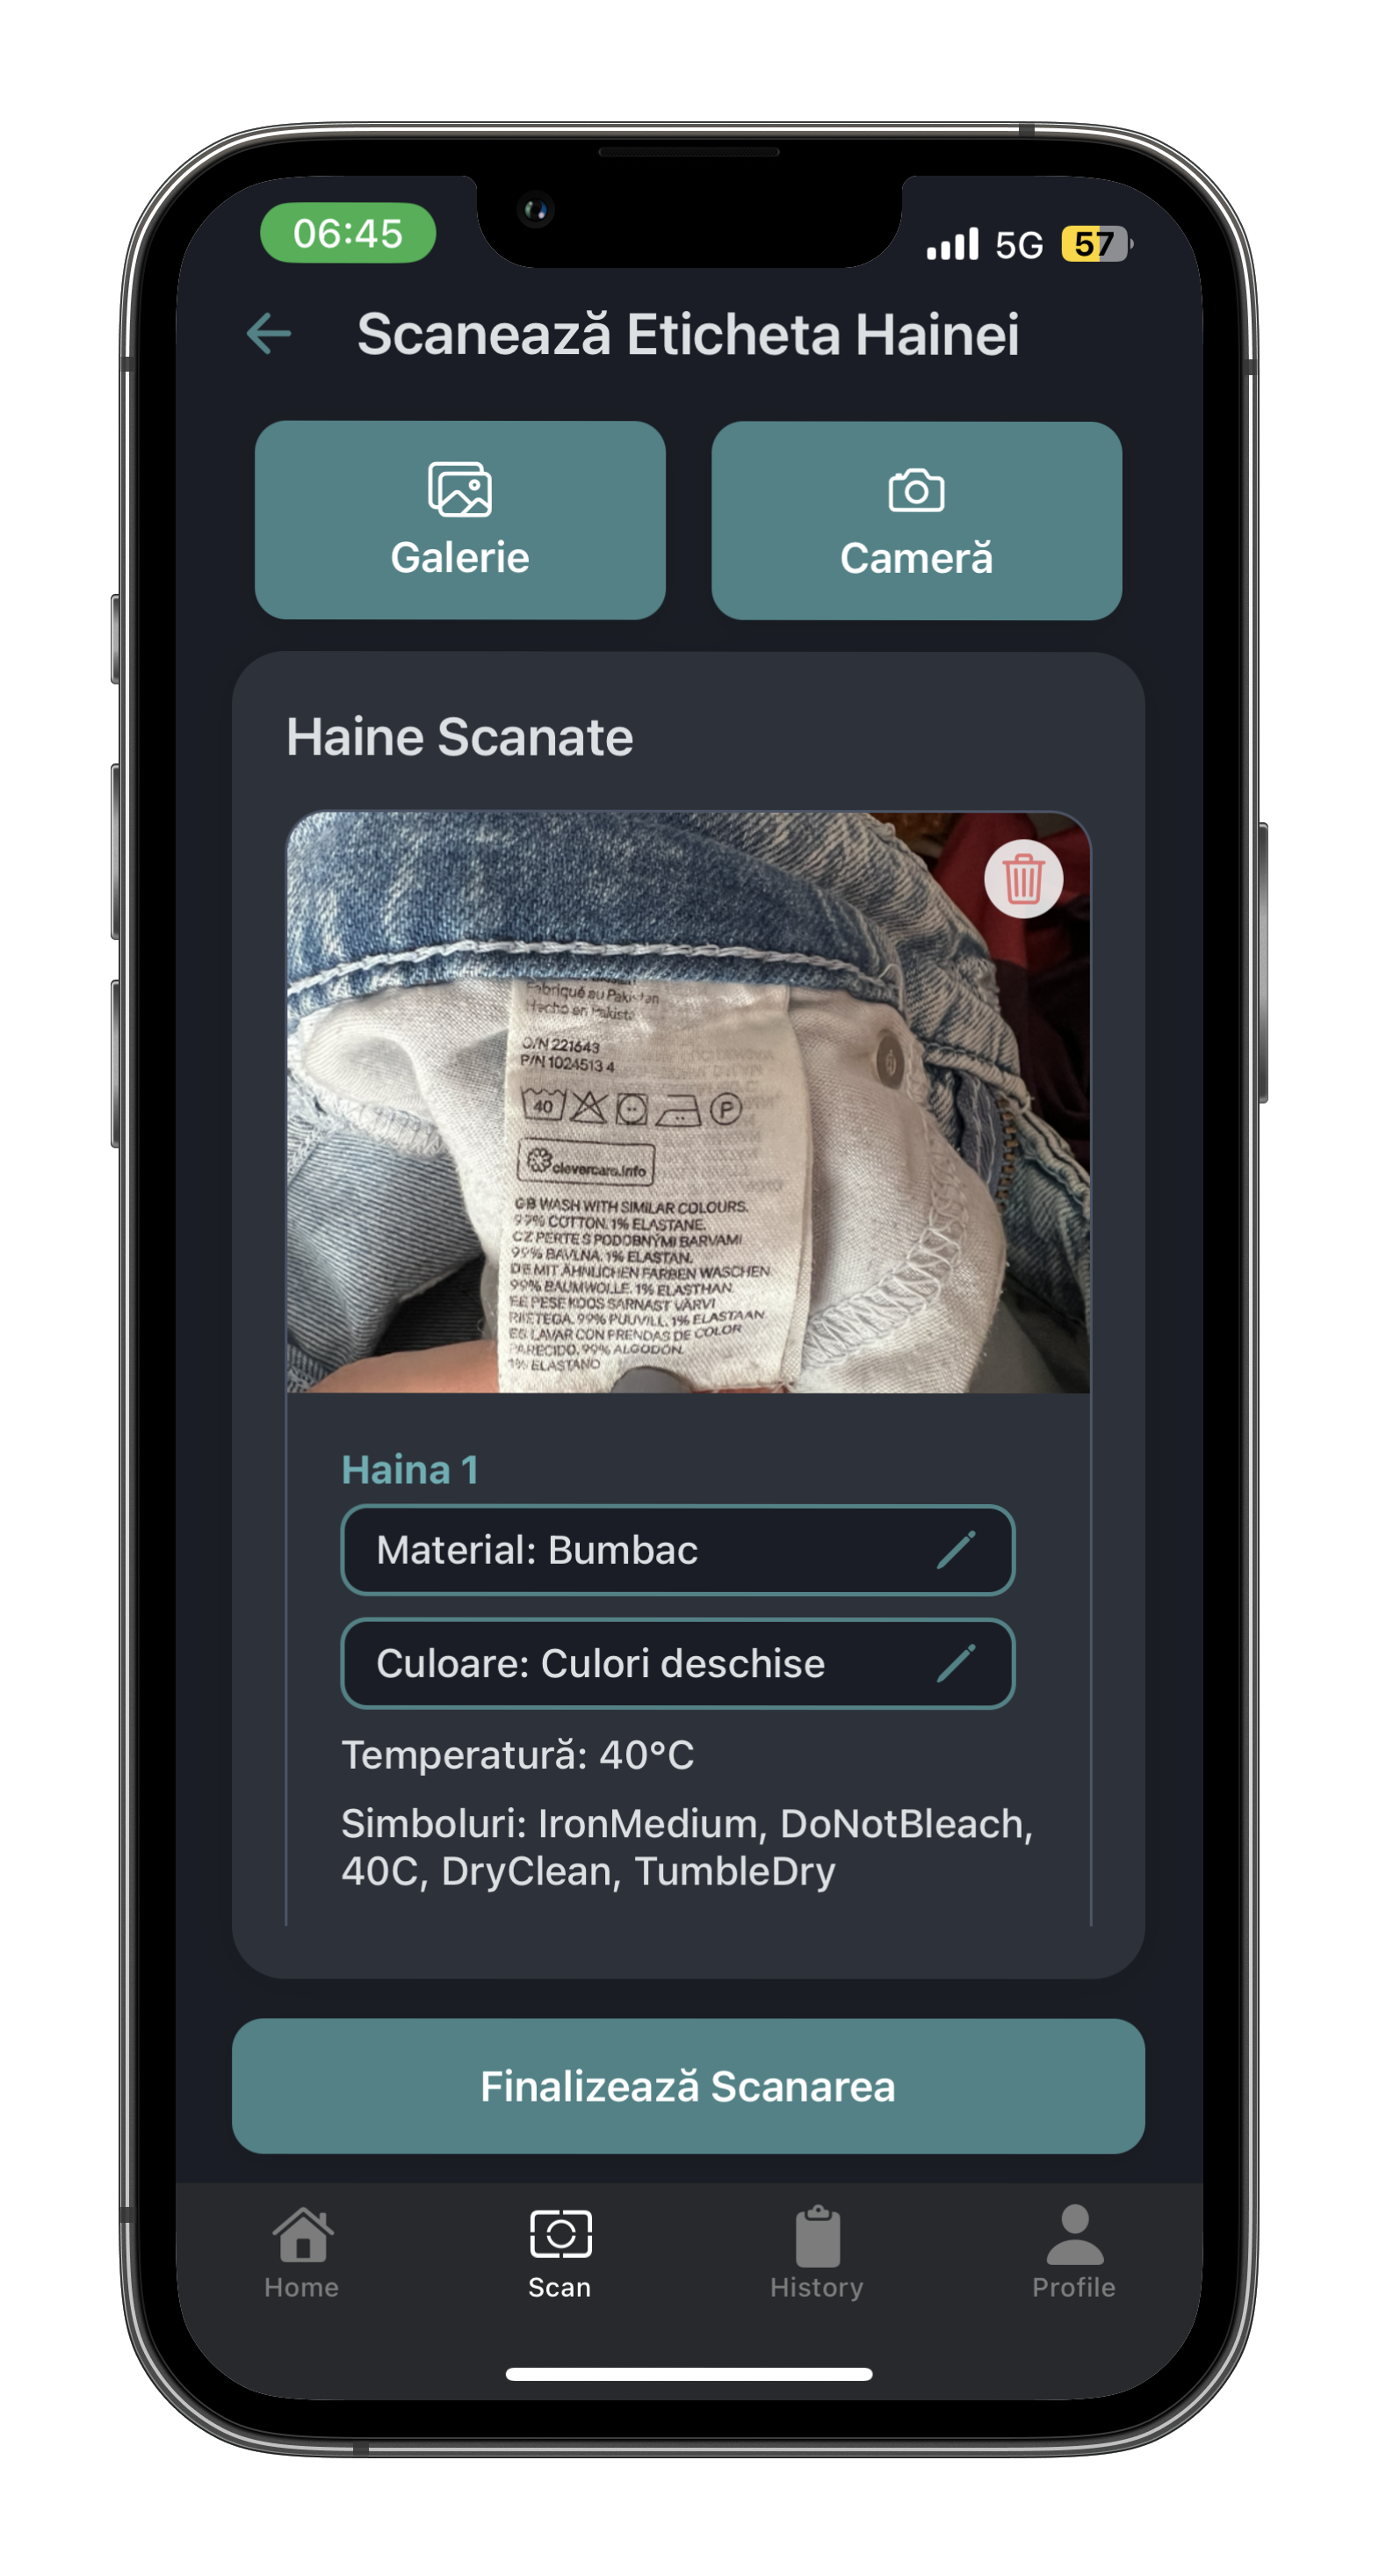 06:45
5G 57
Scanează Eticheta Hainei
Galerie
Cameră
Haine Scanate
Fabriqué au Pakistan
Hecho en Pakista
O/N 221643
P/N 1024513 4
40 P
clevercare.info
GB WASH WITH SIMILAR COLOURS.
99% COTTON. 1% ELASTANE.
CZ PERTE S PODOBNÝMI BARVAMI
99% BAVLNA. 1% ELASTAN.
DE MIT ÄHNLICHEN FARBEN WASCHEN
99% BAUMWOLLE. 1% ELASTHAN
EE PESE KOOS SARNAST VÄRVI
RIIETEGA. 99% PUUVILL. 1% ELASTAAN
ES LAVAR CON PRENDAS DE COLOR
PARECIDO. 99% ALGODÓN.
1% ELASTANO
Haina 1
Material: Bumbac
Culoare: Culori deschise
Temperatură: 40°C
Simboluri: IronMedium, DoNotBleach,
40C, DryClean, TumbleDry
Finalizează Scanarea
Home
Scan
History
Profile